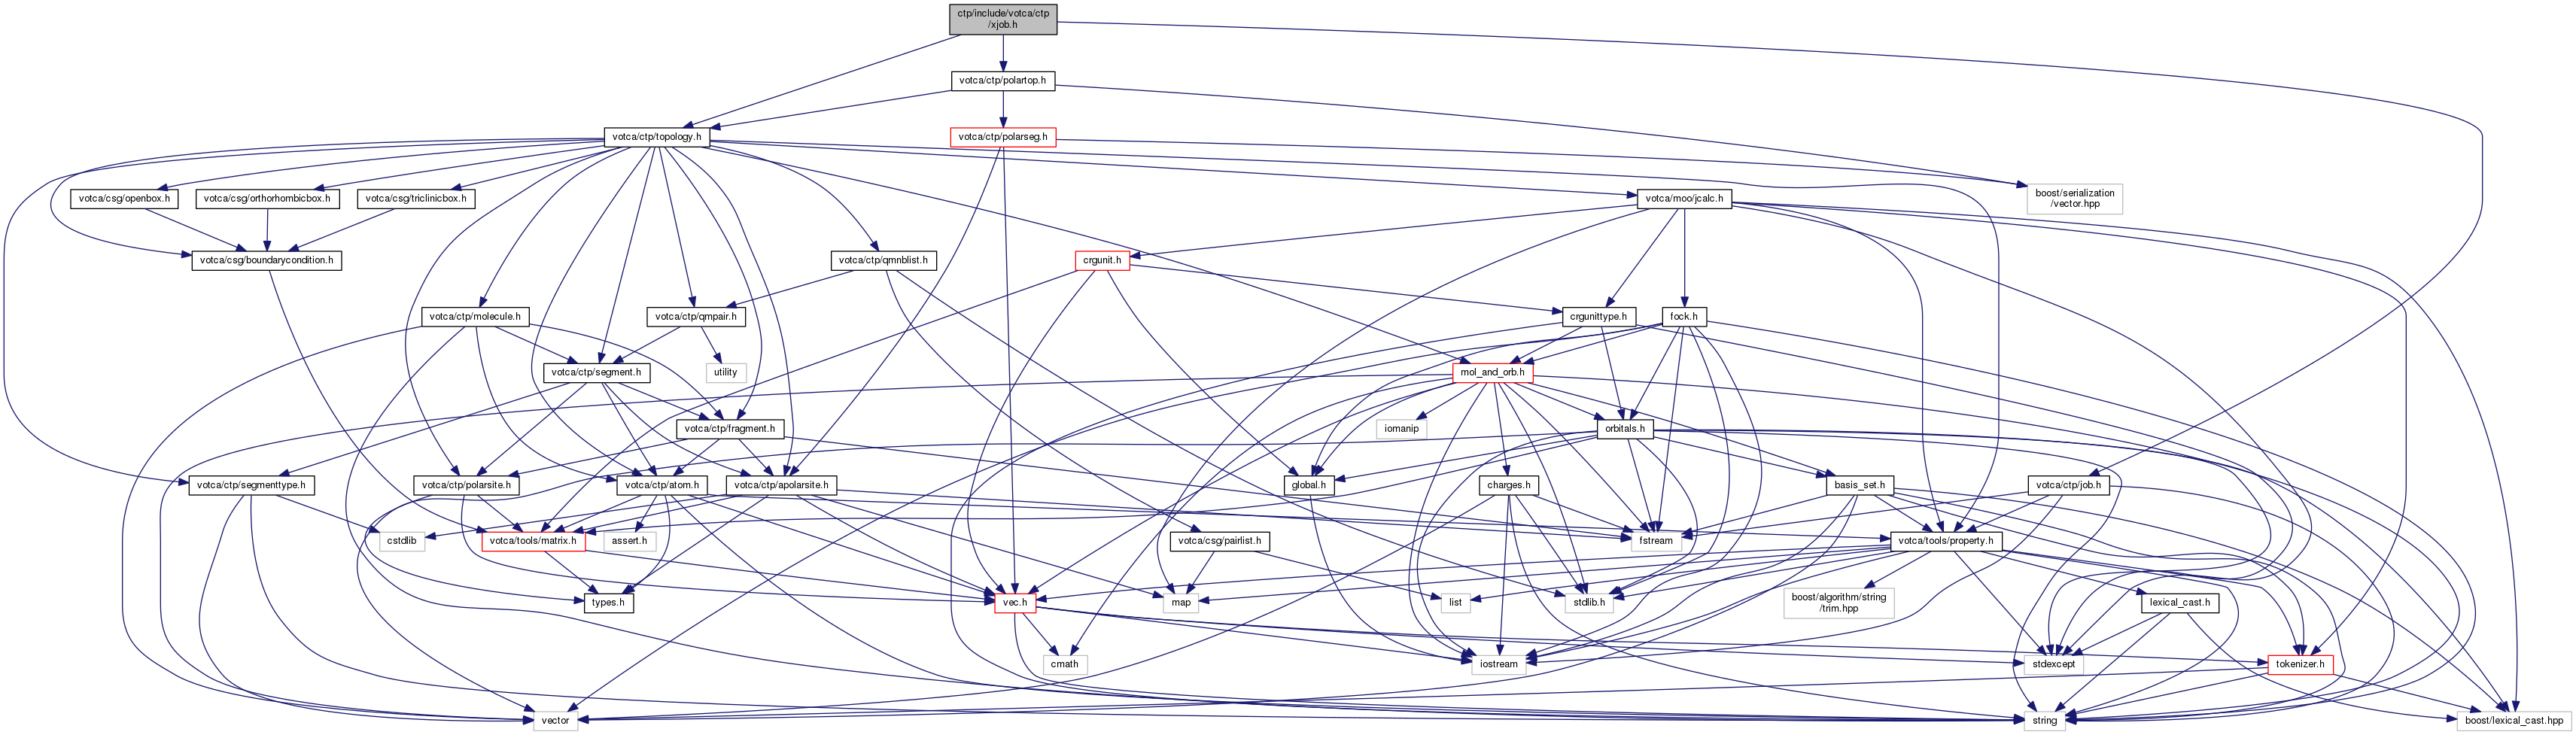 ctp/include/votca/ctp
/xjob.h
votca/ctp/polartop.h
votca/ctp/topology.h
votca/ctp/polarseg.h
votca/csg/openbox.h
votca/csg/orthorhombicbox.h
votca/csg/triclinicbox.h
votca/moo/jcalc.h
boost/serialization
/vector.hpp
votca/csg/boundarycondition.h
votca/ctp/qmnblist.h
crgunit.h
votca/ctp/molecule.h
votca/ctp/qmpair.h
crgunittype.h
fock.h
votca/ctp/segment.h
utility
mol_and_orb.h
votca/ctp/fragment.h
iomanip
orbitals.h
votca/ctp/segmenttype.h
votca/ctp/polarsite.h
votca/ctp/atom.h
votca/ctp/apolarsite.h
global.h
charges.h
basis_set.h
votca/ctp/job.h
cstdlib
votca/tools/matrix.h
assert.h
votca/csg/pairlist.h
fstream
votca/tools/property.h
types.h
vec.h
map
list
stdlib.h
boost/algorithm/string
/trim.hpp
lexical_cast.h
cmath
iostream
stdexcept
tokenizer.h
vector
string
boost/lexical_cast.hpp